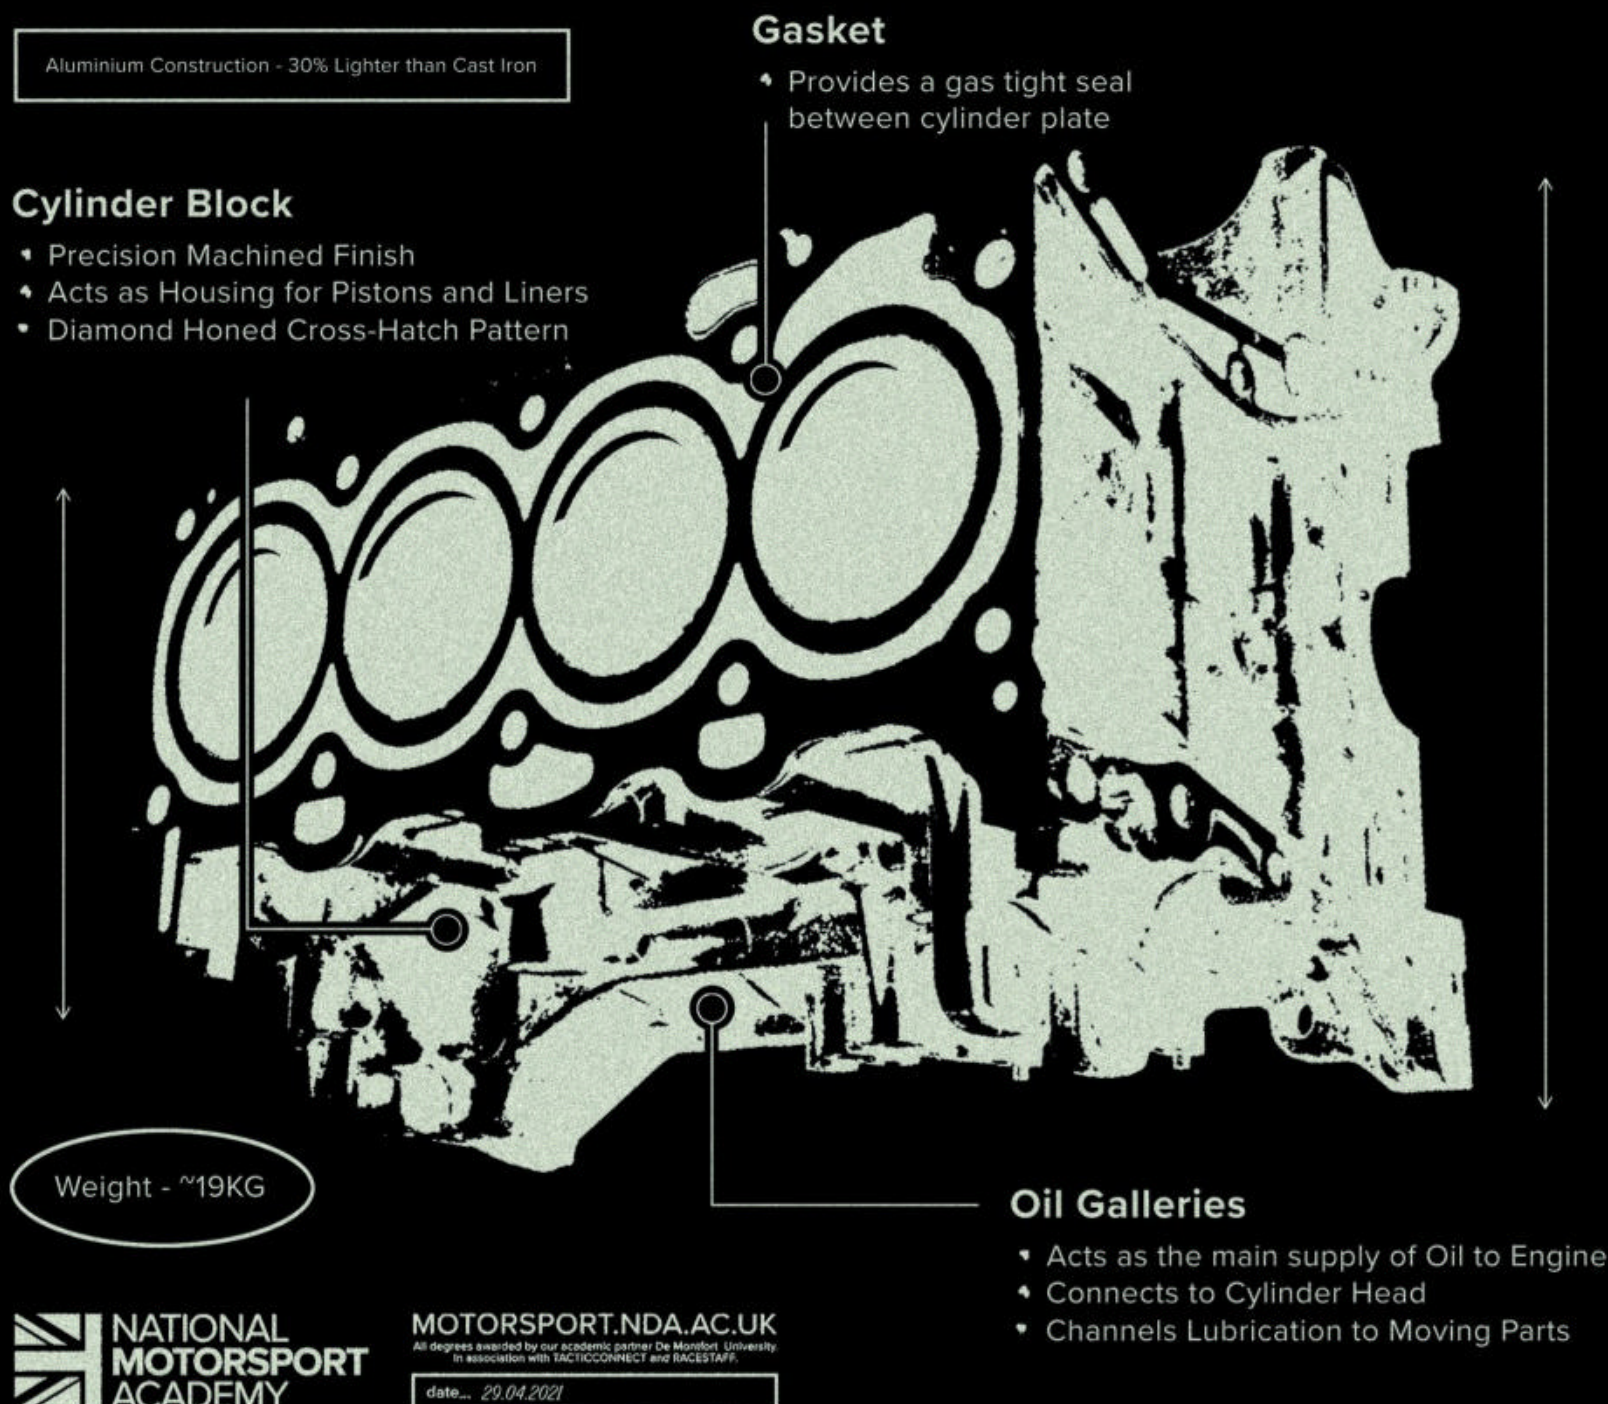 Aluminium Construction - 30% Lighter than Cast Iron
Gasket
Provides a gas tight seal
between cylinder plate
Cylinder Block
Precision Machined Finish
Acts as Housing for Pistons and Liners
Diamond Honed Cross-Hatch Pattern
Weight - ~19KG
Oil Galleries
Acts as the main supply of Oil to Engine
Connects to Cylinder Head
Channels Lubrication to Moving Parts
NATIONAL
MOTORSPORT
ACADEMY
MOTORSPORT.NDA.AC.UK
All degrees awarded by our academic partner De Montfort University.
In association with TACTICCONNECT and RACESTAFF.
date... 29.04.2021